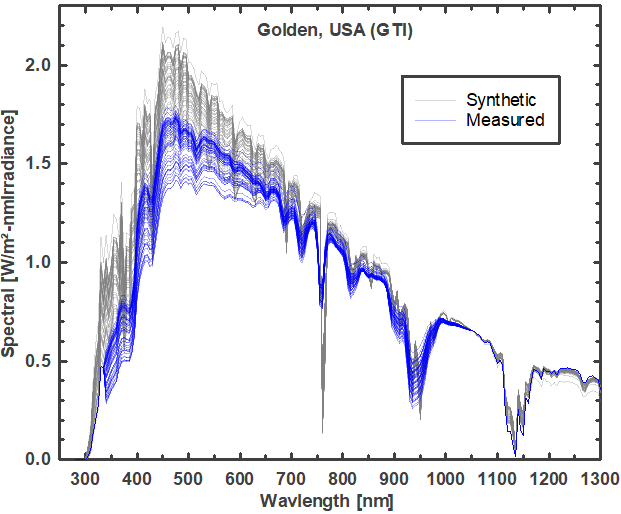 Golden, USA (GTI)
Synthetic
Measured
Spectral [W/m²-nmIrradiance]
2.0
1.5
1.0
0.5
0.0
300 400 500 600 700 800 900 1000 1100 1200 1300
Wavlength [nm]